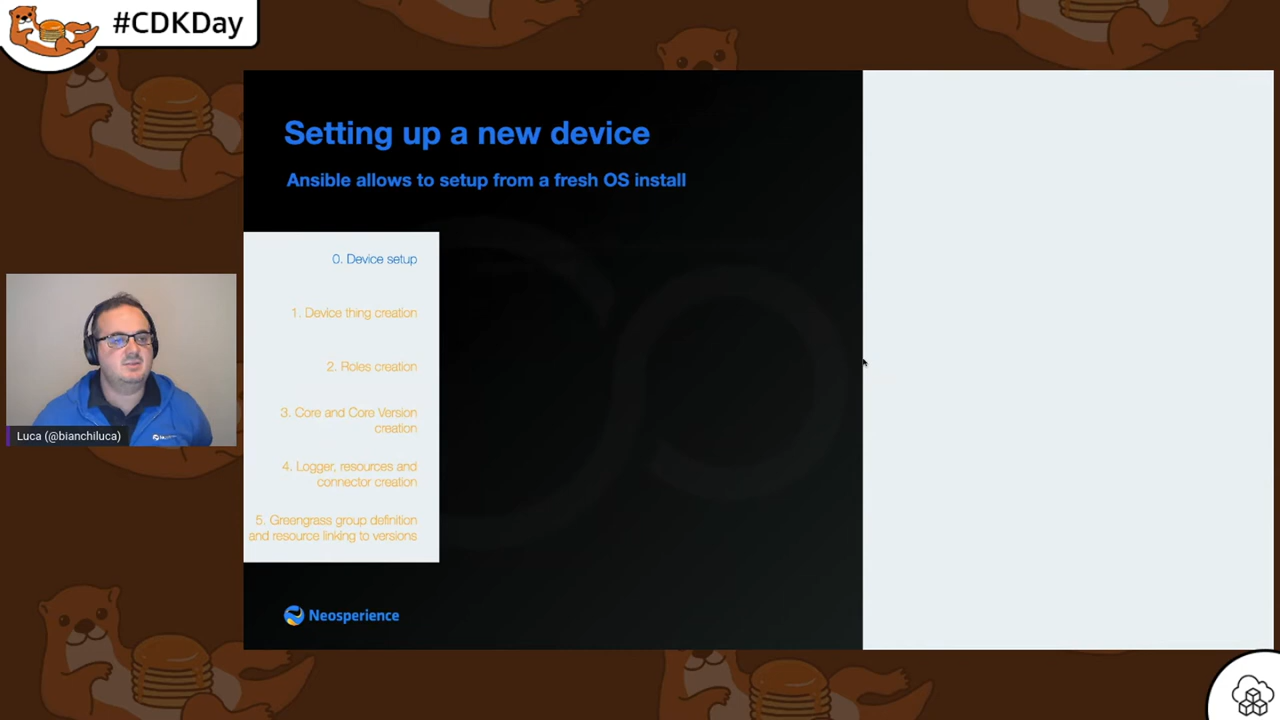 #CDKDay
Setting up a new device
Ansible allows to setup from a fresh OS install
0. Device setup
1. Device thing creation
2. Roles creation
3. Core and Core Version
creation
4. Logger, resources and
connector creation
5. Greengrass group definition
and resource linking to versions
Luca (@bianchiluca)
Neosperience